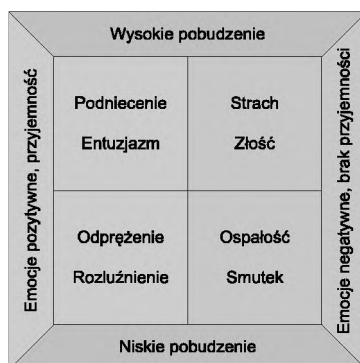 Wysokie pobudzenie
Emocje pozytywne, przyjemność
Podniecenie
Entuzjazm
Strach
Złość
Odprężenie
Rozluźnienie
Ospałość
Smutek
Emocje negatywne, brak przyjemności
Niskie pobudzenie